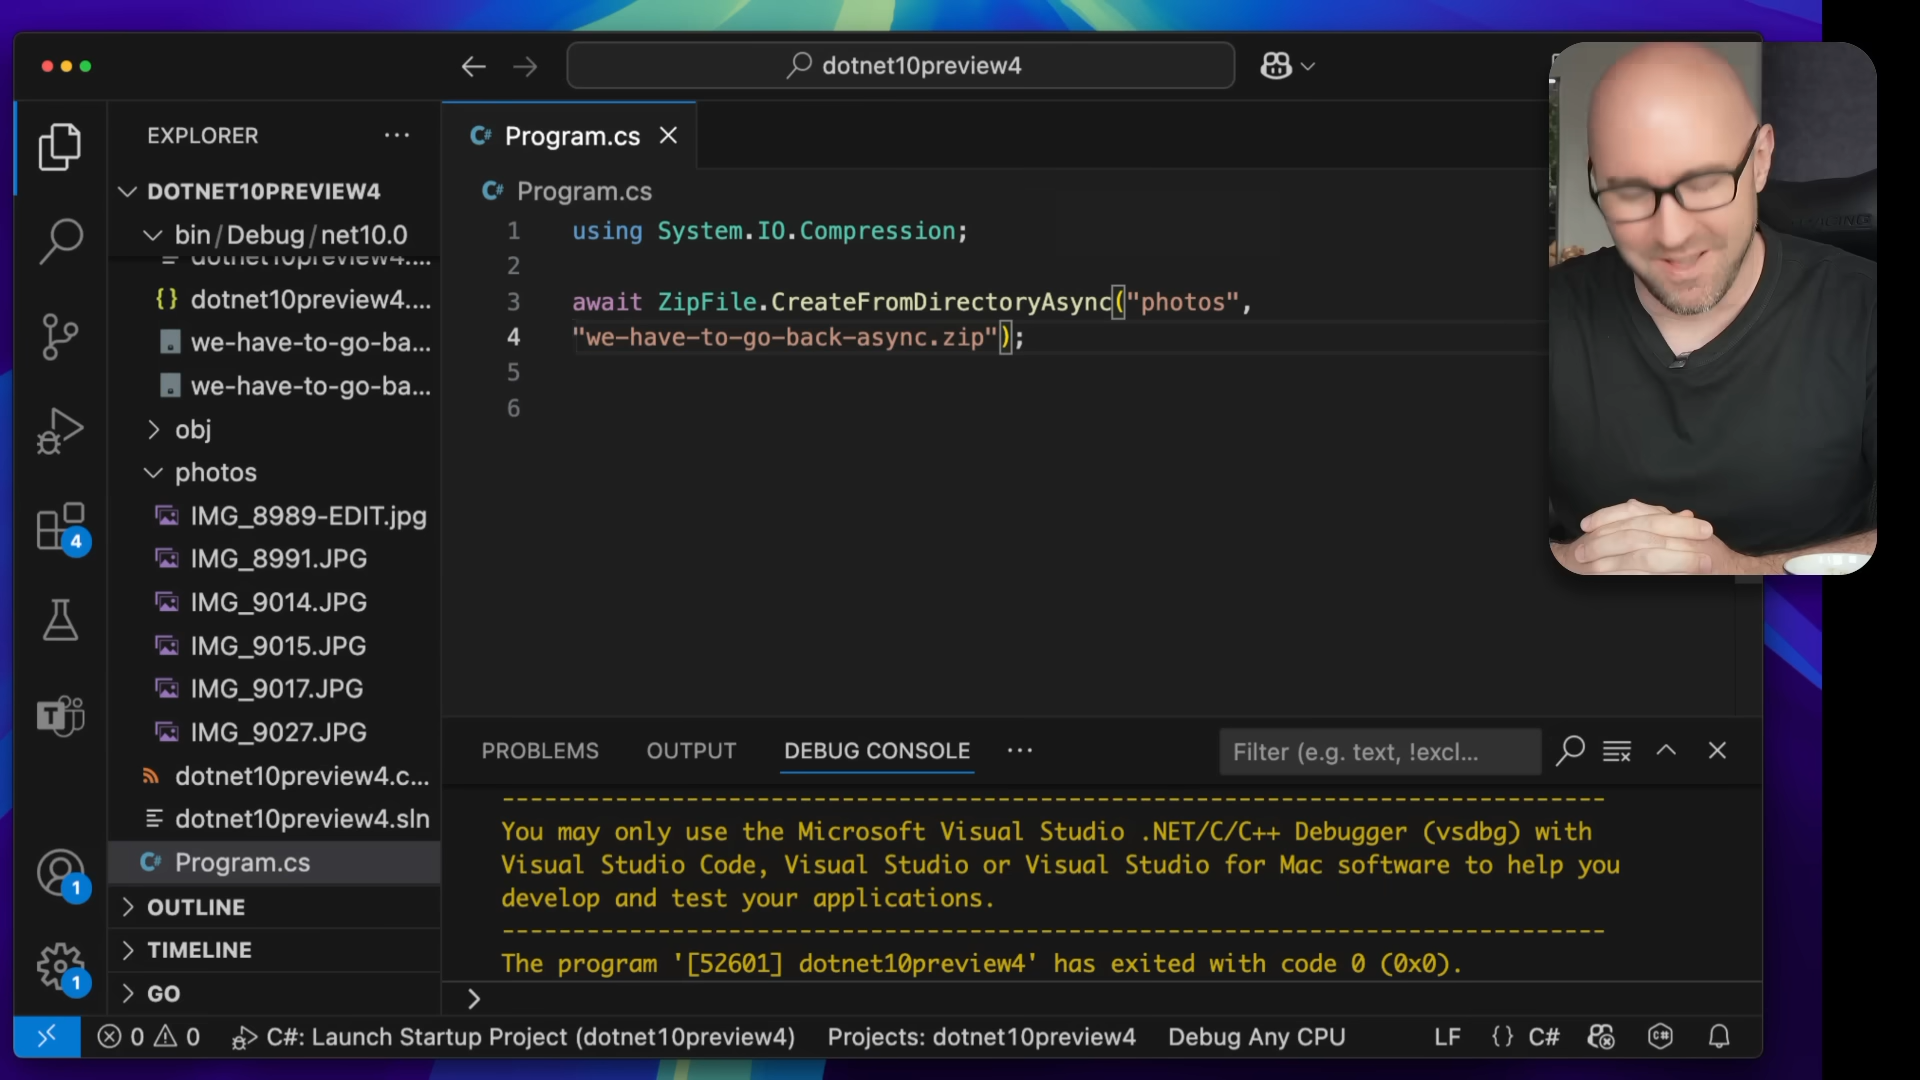 dotnet10preview4
EXPLORER
DOTNET10PREVIEW4
bin/Debug/net10.0
dotnet10preview4....
dotnet10preview4....
we-have-to-go-ba...
we-have-to-go-ba...
obj
photos
IMG_8989-EDIT.jpg
IMG_8991.JPG
IMG_9014.JPG
IMG_9015.JPG
IMG_9017.JPG
IMG_9027.JPG
dotnet10preview4.c...
dotnet10preview4.sln
Program.cs
OUTLINE
TIMELINE
GO
4
1
1
Program.cs
Program.cs
1 using System.IO.Compression;
2
3 await ZipFile.CreateFromDirectoryAsync("photos",
4 "we-have-to-go-back-async.zip");
5
6
PROBLEMS OUTPUT DEBUG CONSOLE Filter (e.g. text, !excl...
You may only use the Microsoft Visual Studio .NET/C/C++ Debugger (vsdbg) with
Visual Studio Code, Visual Studio or Visual Studio for Mac software to help you
develop and test your applications.
The program '[52601] dotnet10preview4' has exited with code 0 (0x0).
0 0 C#: Launch Startup Project (dotnet10preview4) Projects: dotnet10preview4 Debug Any CPU LF {} C#